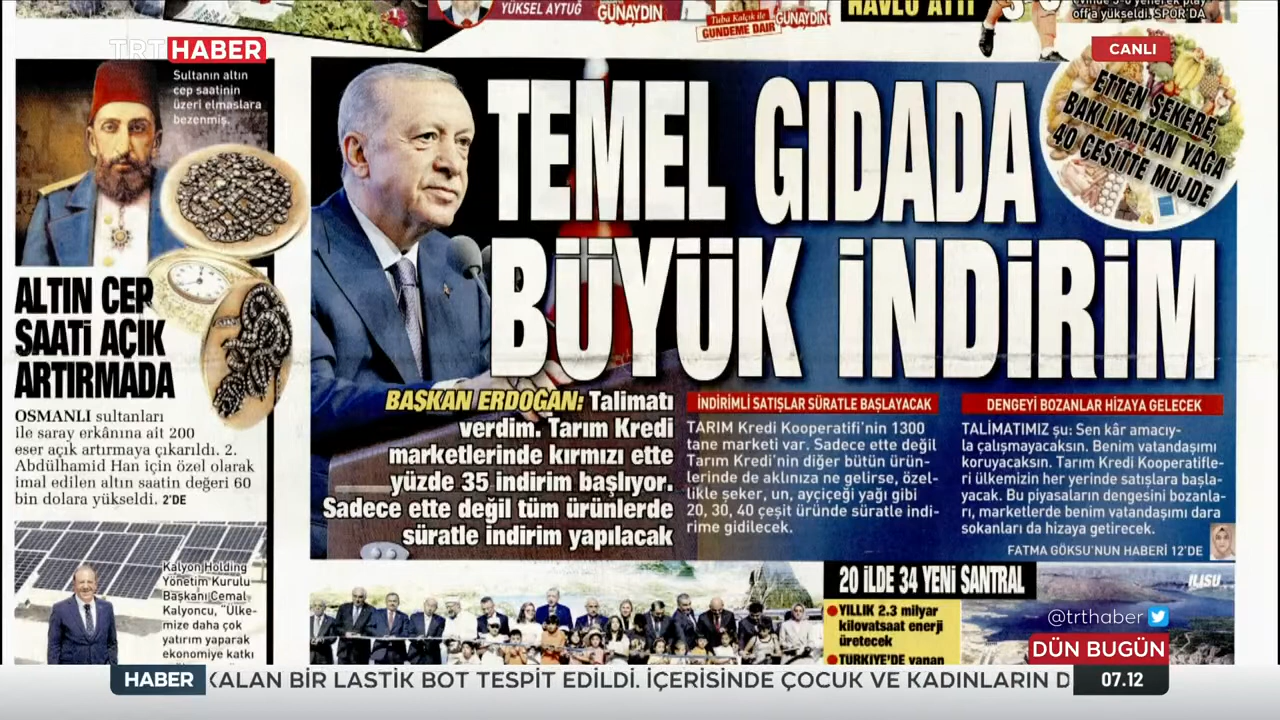 YÜKSEL AYTUĞ
GÜNAYDIN
Tuba Kalçık ile
GÜNDEME DAİR
GÜNAYDIN
HAVLU ATTI
evinde 3-0 yenerek play
off'a yükseldi. SPOR'DA
TRT HABER
CANLI
Sultanın altın
cep saatinin
üzeri elmaslara
bezenmiş.
ALTIN CEP
SAATİ AÇIK
ARTIRMADA
OSMANLI sultanları
ile saray erkânına ait 200
eser açık artırmaya çıkarıldı. 2.
Abdülhamid Han için özel olarak
imal edilen altın saatin değeri 60
bin dolara yükseldi. 2'DE
Kalyon Holding
Yönetim Kurulu
Başkanı Cemal
Kalyoncu, "Ülke-
mize daha çok
yatırım yaparak
ekonomiye katkı
TEMEL GIDADA
BÜYÜK İNDİRİM
ETTEN ŞEKERE,
BAKLİYATTAN YAĞA
40 ÇEŞİTTE MÜJDE
BAŞKAN ERDOĞAN: Talimatı
verdim. Tarım Kredi
marketlerinde kırmızı ette
yüzde 35 indirim başlıyor.
Sadece ette değil tüm ürünlerde
süratle indirim yapılacak
İNDİRİMLİ SATIŞLAR SÜRATLE BAŞLAYACAK
TARIM Kredi Kooperatifi'nin 1300
tane marketi var. Sadece ette değil
Tarım Kredi'nin diğer bütün ürün-
lerinde de aklınıza ne gelirse, özel-
likle şeker, un, ayçiçeği yağı gibi
20, 30, 40 çeşit üründe süratle indi-
rime gidilecek.
DENGEYİ BOZANLAR HİZAYA GELECEK
TALİMATIMIZ şu: Sen kâr amacıy-
la çalışmayacaksın. Benim vatandaşımı
koruyacaksın. Tarım Kredi Kooperatifle-
ri ülkemizin her yerinde satışlara başla-
yacak. Bu piyasaların dengesini bozanla-
rı, marketlerde benim vatandaşımı dara
sokanları da hizaya getirecek.
FATMA GÖKSU'NUN HABERİ 12'DE
20 İLDE 34 YENİ SANTRAL
YILLIK 2.3 milyar
kilovatsaat enerji
üretecek
TÜRKİYE'DE yanan
ILISU
@trthaber
DÜN BUGÜN
HABER
KALAN BİR LASTİK BOT TESPİT EDİLDİ. İÇERİSİNDE ÇOCUK VE KADINLARIN D
07.12